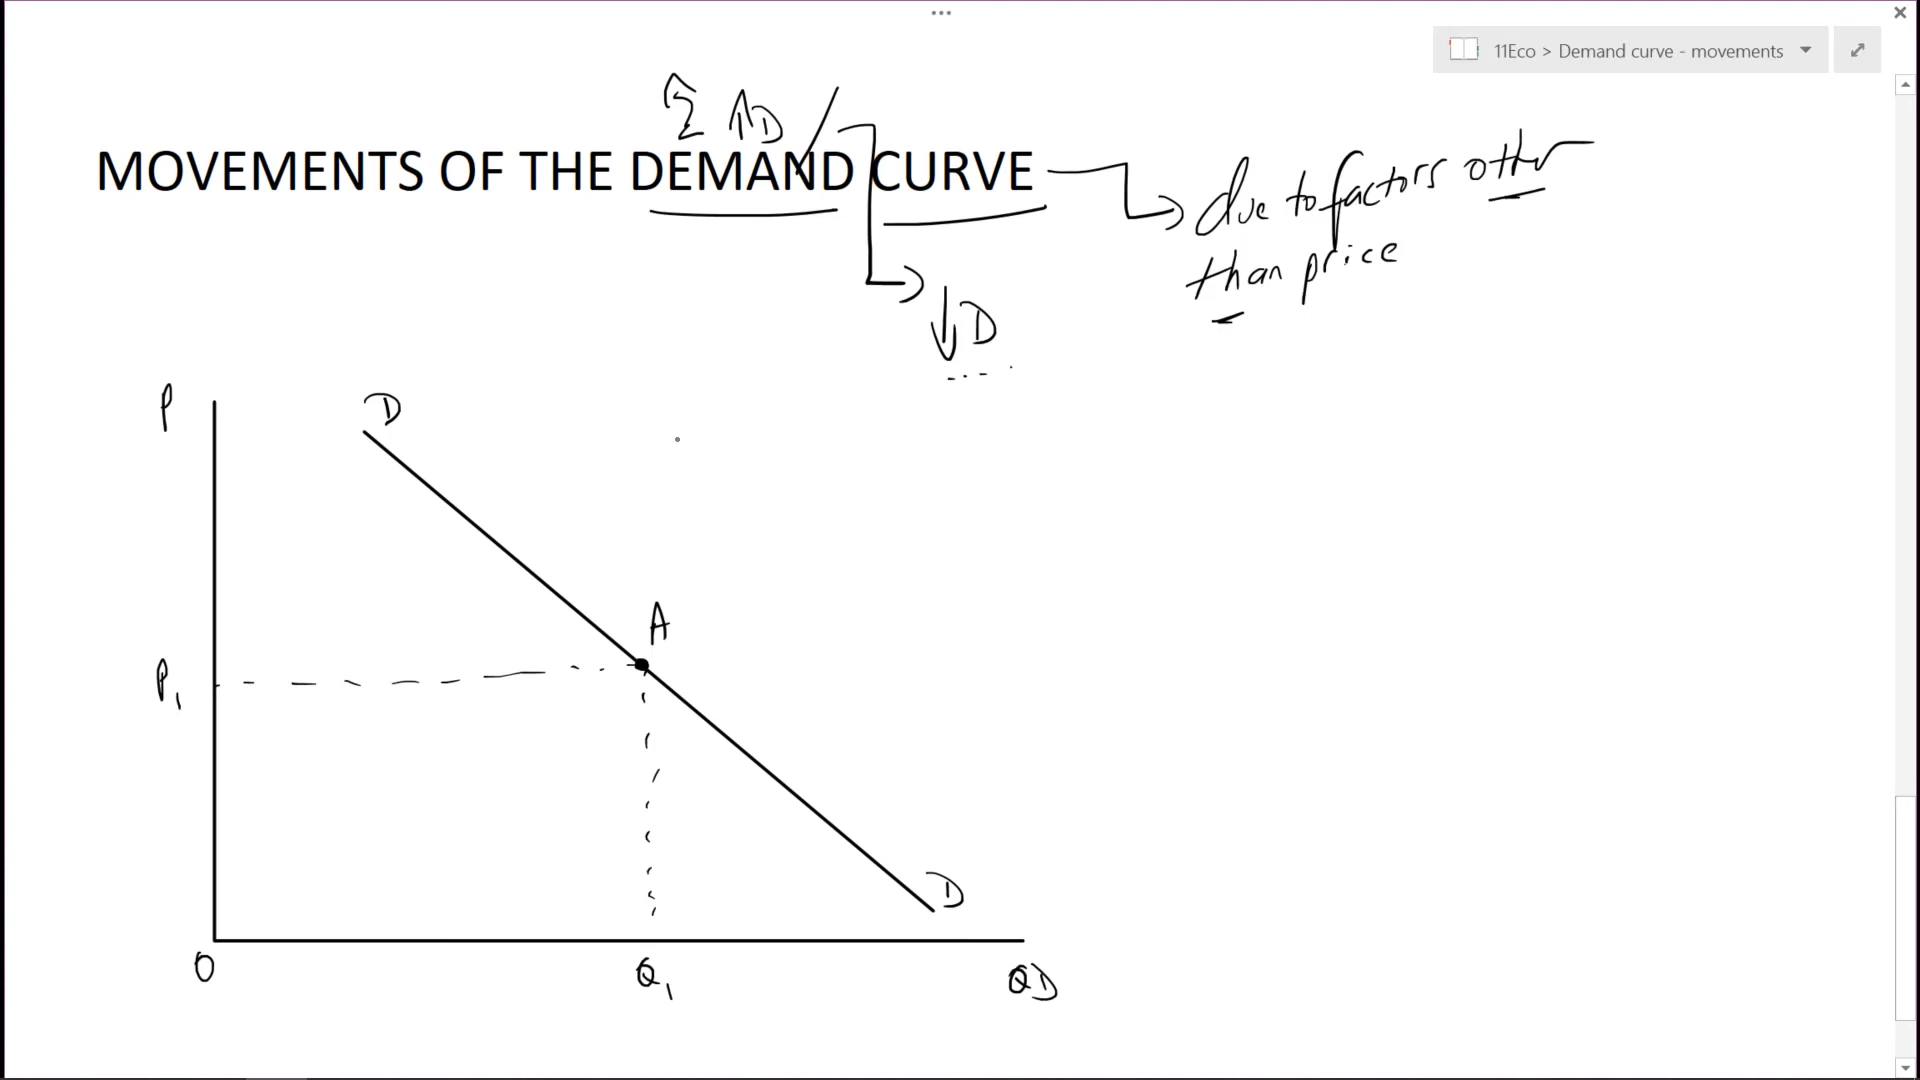 11Eco > Demand curve - movements
↑D
MOVEMENTS OF THE DEMAND CURVE
due to factors other
than price
↓D
P
D
A
P1
D
O
Q1
QD